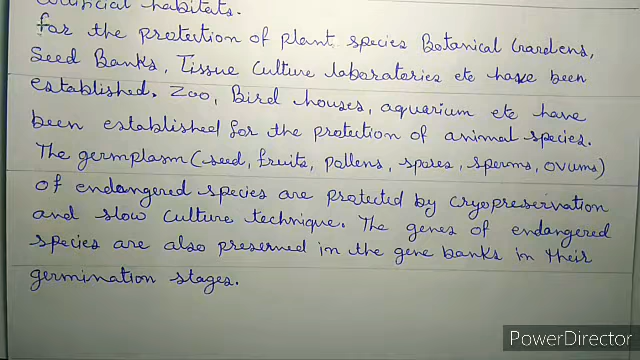 artificial habitats.
For the protection of plant species Botanical Gardens,
Seed Banks, Tissue Culture laboratories etc have been
established. Zoo, Bird houses, aquarium etc have
been established for the protection of animal species.
The germplasm (seed, fruits, pollens, spores, sperms, ovums)
of endangered species are protected by cryopreservation
and slow culture technique. The genes of endangered
species are also preserved in the gene banks in their
germination stages.
PowerDirector